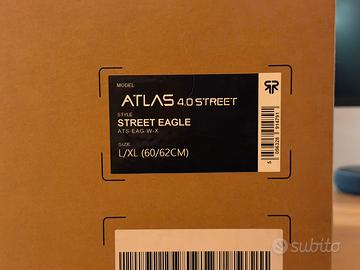 MODEL
ATLAS 4.0 STREET
STYLE
STREET EAGLE
ATS-EAG-W-X
SIZE
L/XL (60/62CM)
subito